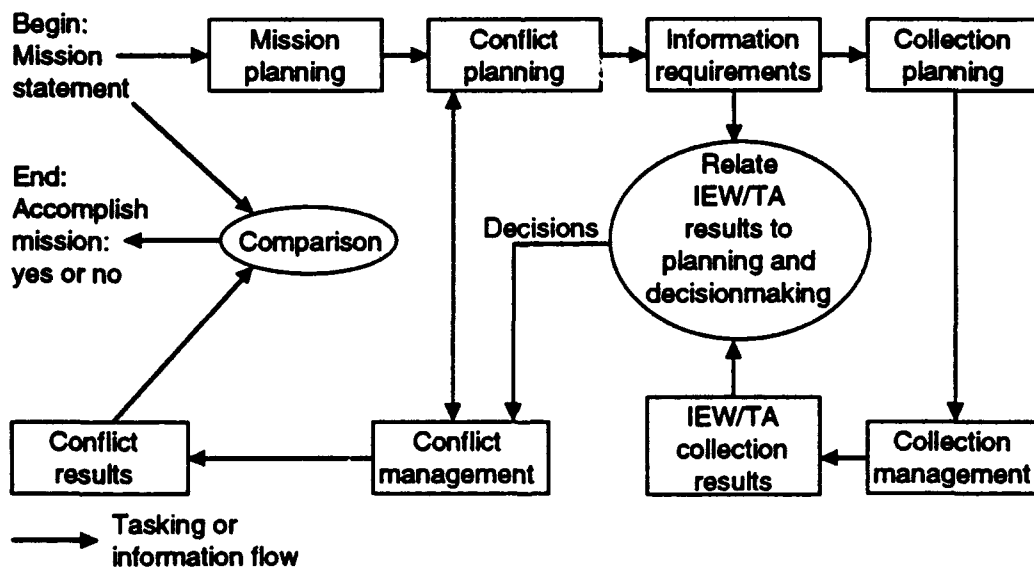 Begin:
Mission
statement
Mission
planning
Conflict
planning
Information
requirements
Collection
planning
End:
Accomplish
mission:
yes or no
Comparison
Decisions
Relate
IEW/TA
results to
planning and
decisionmaking
Conflict
results
Conflict
management
IEW/TA
collection
results
Collection
management
Tasking or
information flow